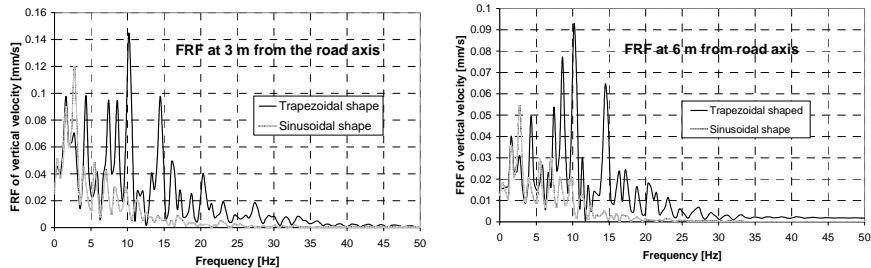 FRF at 3 m from the road axis
FRF of vertical velocity [mm/s]
0.16
0.14
0.12
0.1
0.08
0.06
0.04
0.02
0
Trapezoidal shape
Sinusoidal shape
0 5 10 15 20 25 30 35 40 45 50
Frequency [Hz]
FRF at 6 m from road axis
FRF of vertical velocity [mm/s]
0.1
0.09
0.08
0.07
0.06
0.05
0.04
0.03
0.02
0.01
0
Trapezoidal shaped
Sinusoidal shape
0 5 10 15 20 25 30 35 40 45 50
Frequency [Hz]